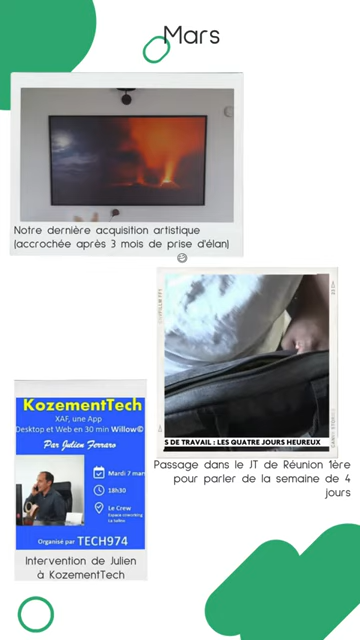 Mars
Notre dernière acquisition artistique
(accrochée après 3 mois de prise d'élan)
S DE TRAVAIL : LES QUATRE JOURS HEUREUX
Passage dans le JT de Réunion 1ère
pour parler de la semaine de 4
jours
KozementTech
XAF, une App
Desktop et Web en 30 min Willow©
Par Julien Ferraro
Mardi 7 mar
18h30
Le Crew
Espace coworking
Organisé par TECH974
Intervention de Julien
à KozementTech